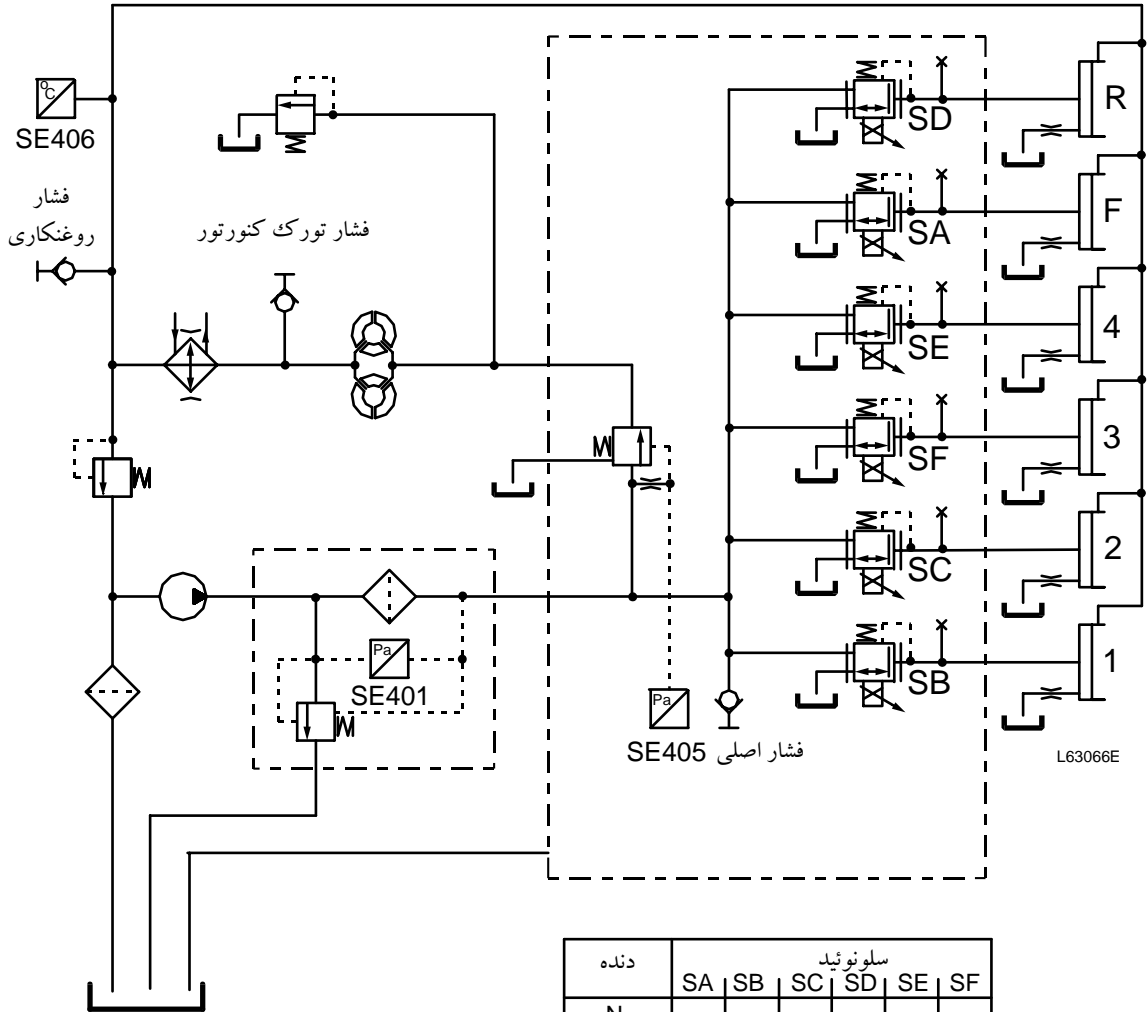 °C
SE406
فشار
روغنکاری
فشار تورک کنورتور
SD
R
SA
F
SE
4
SF
3
SC
2
SB
1
Pa
SE401
Pa
SE405 فشار اصلی
L63066E
دنده
سلونوئید
SA SB SC SD SE SF